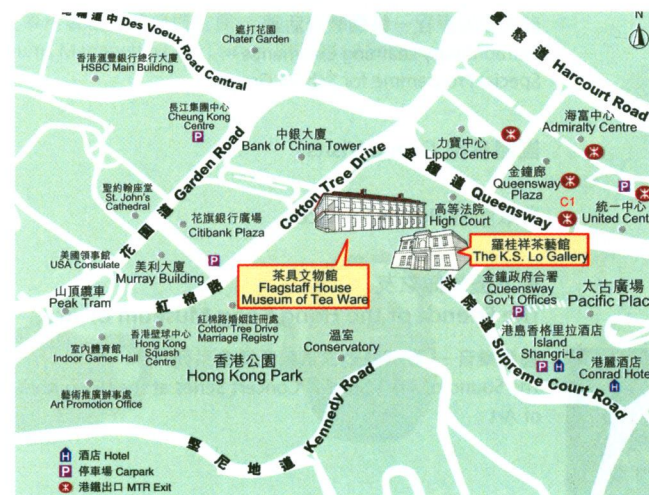 德輔道中 Des Voeux Road Central
遮打花園
Chater Garden
夏慤道 Harcourt Road
N
香港滙豐銀行總行大廈
HSBC Main Building
長江集團中心
Cheung Kong
Centre
P
中銀大廈
Bank of China Tower
力寶中心
Lippo Centre
海富中心
Admiralty Centre
花園道 Garden Road
Cotton Tree Drive
金鐘道 Queensway
金鐘廊
Queensway
Plaza
C1
P
統一中心
United Cent
聖約翰座堂
St. John's
Cathedral
花旗銀行廣場
Citibank Plaza
高等法院
High Court
羅桂祥茶藝館
The K.S. Lo Gallery
美國領事館
USA Consulate
美利大廈
Murray Building
P
紅棉路
茶具文物館
Flagstaff House
Museum of Tea Ware
金鐘政府合署
Queensway
Gov't Offices
P
太古廣場
Pacific Plac
山頂纜車
Peak Tram
香港壁球中心
Hong Kong
Squash
Centre
紅棉路婚姻註冊處
Cotton Tree Drive
Marriage Registry
温室
Conservatory
法院道 Supreme Court Road
港島香格里拉酒店
Island
Shangri-La
P H
室內體育館
Indoor Games Hall
香港公園
Hong Kong Park
港麗酒店
Conrad Hote
H
藝術推廣辦事處
Art Promotion Office
堅尼地道 Kennedy Road
H 酒店 Hotel
P 停車場 Carpark
港鐵出口 MTR Exit